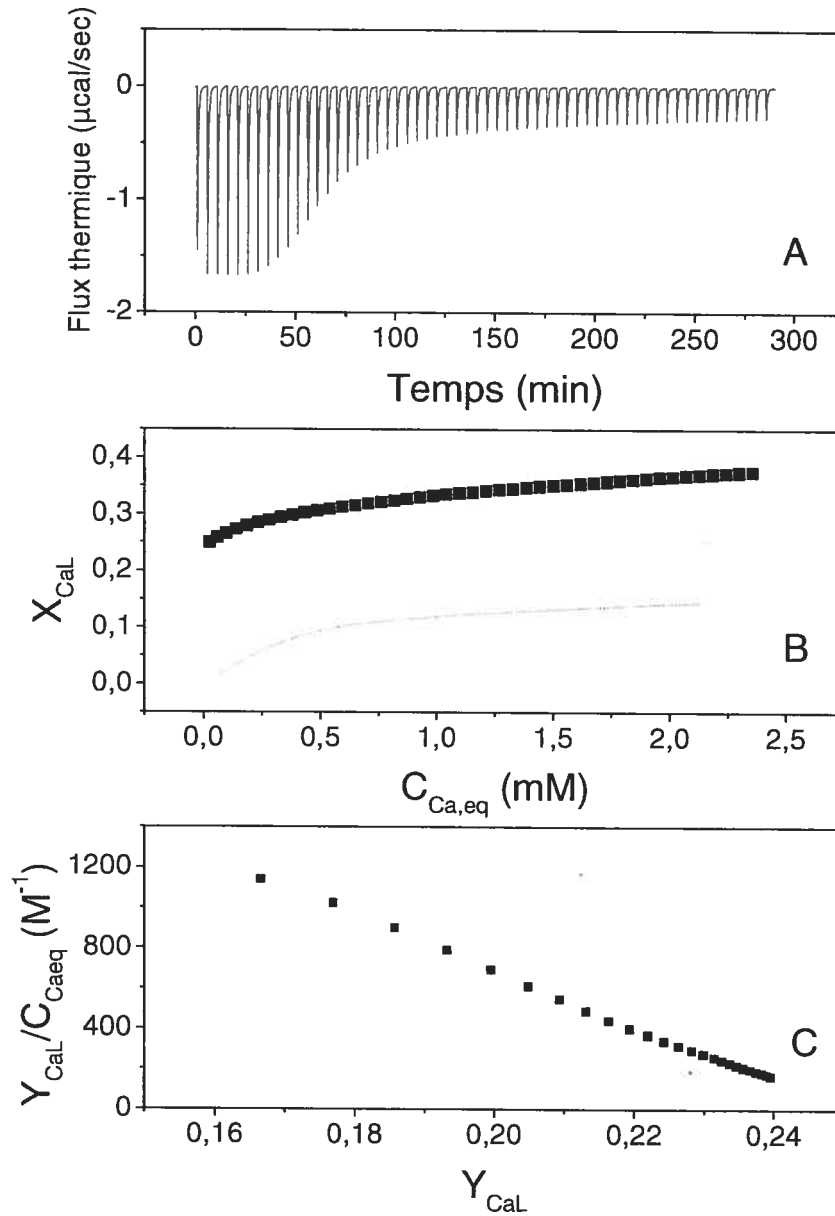 0
-1
-2
Flux thermique (µcal/sec)
A
0 50 100 150 200 250 300
Temps (min)
0,4
0,3
0,2
0,1
0,0
X_CaL
B
0,0 0,5 1,0 1,5 2,0 2,5
C_Ca,eq (mM)
1200
800
400
0
Y_CaL/C_Caeq (M⁻¹)
C
0,16 0,18 0,20 0,22 0,24
Y_CaL